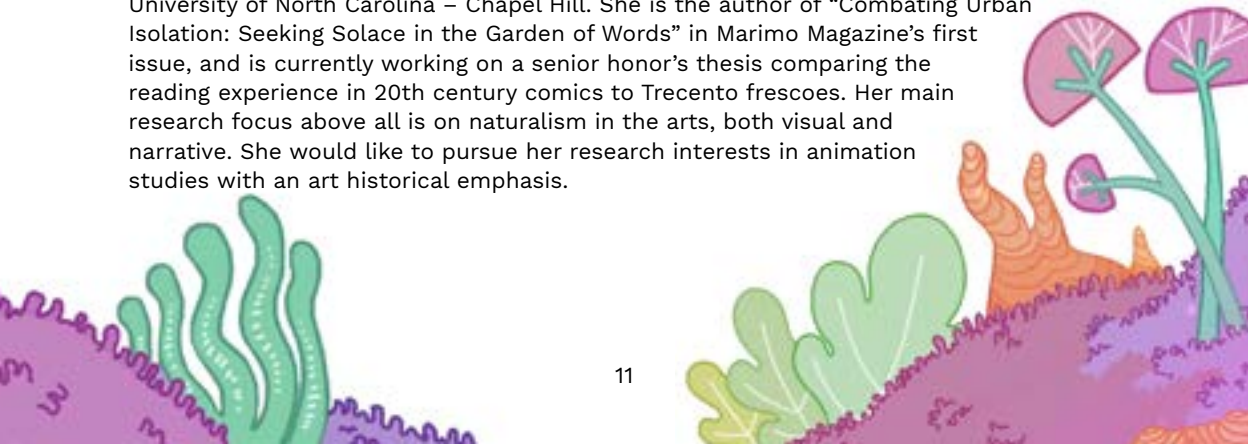 University of North Carolina – Chapel Hill. She is the author of “Combating Urban
Isolation: Seeking Solace in the Garden of Words” in Marimo Magazine’s first
issue, and is currently working on a senior honor’s thesis comparing the
reading experience in 20th century comics to Trecento frescoes. Her main
research focus above all is on naturalism in the arts, both visual and
narrative. She would like to pursue her research interests in animation
studies with an art historical emphasis.
11